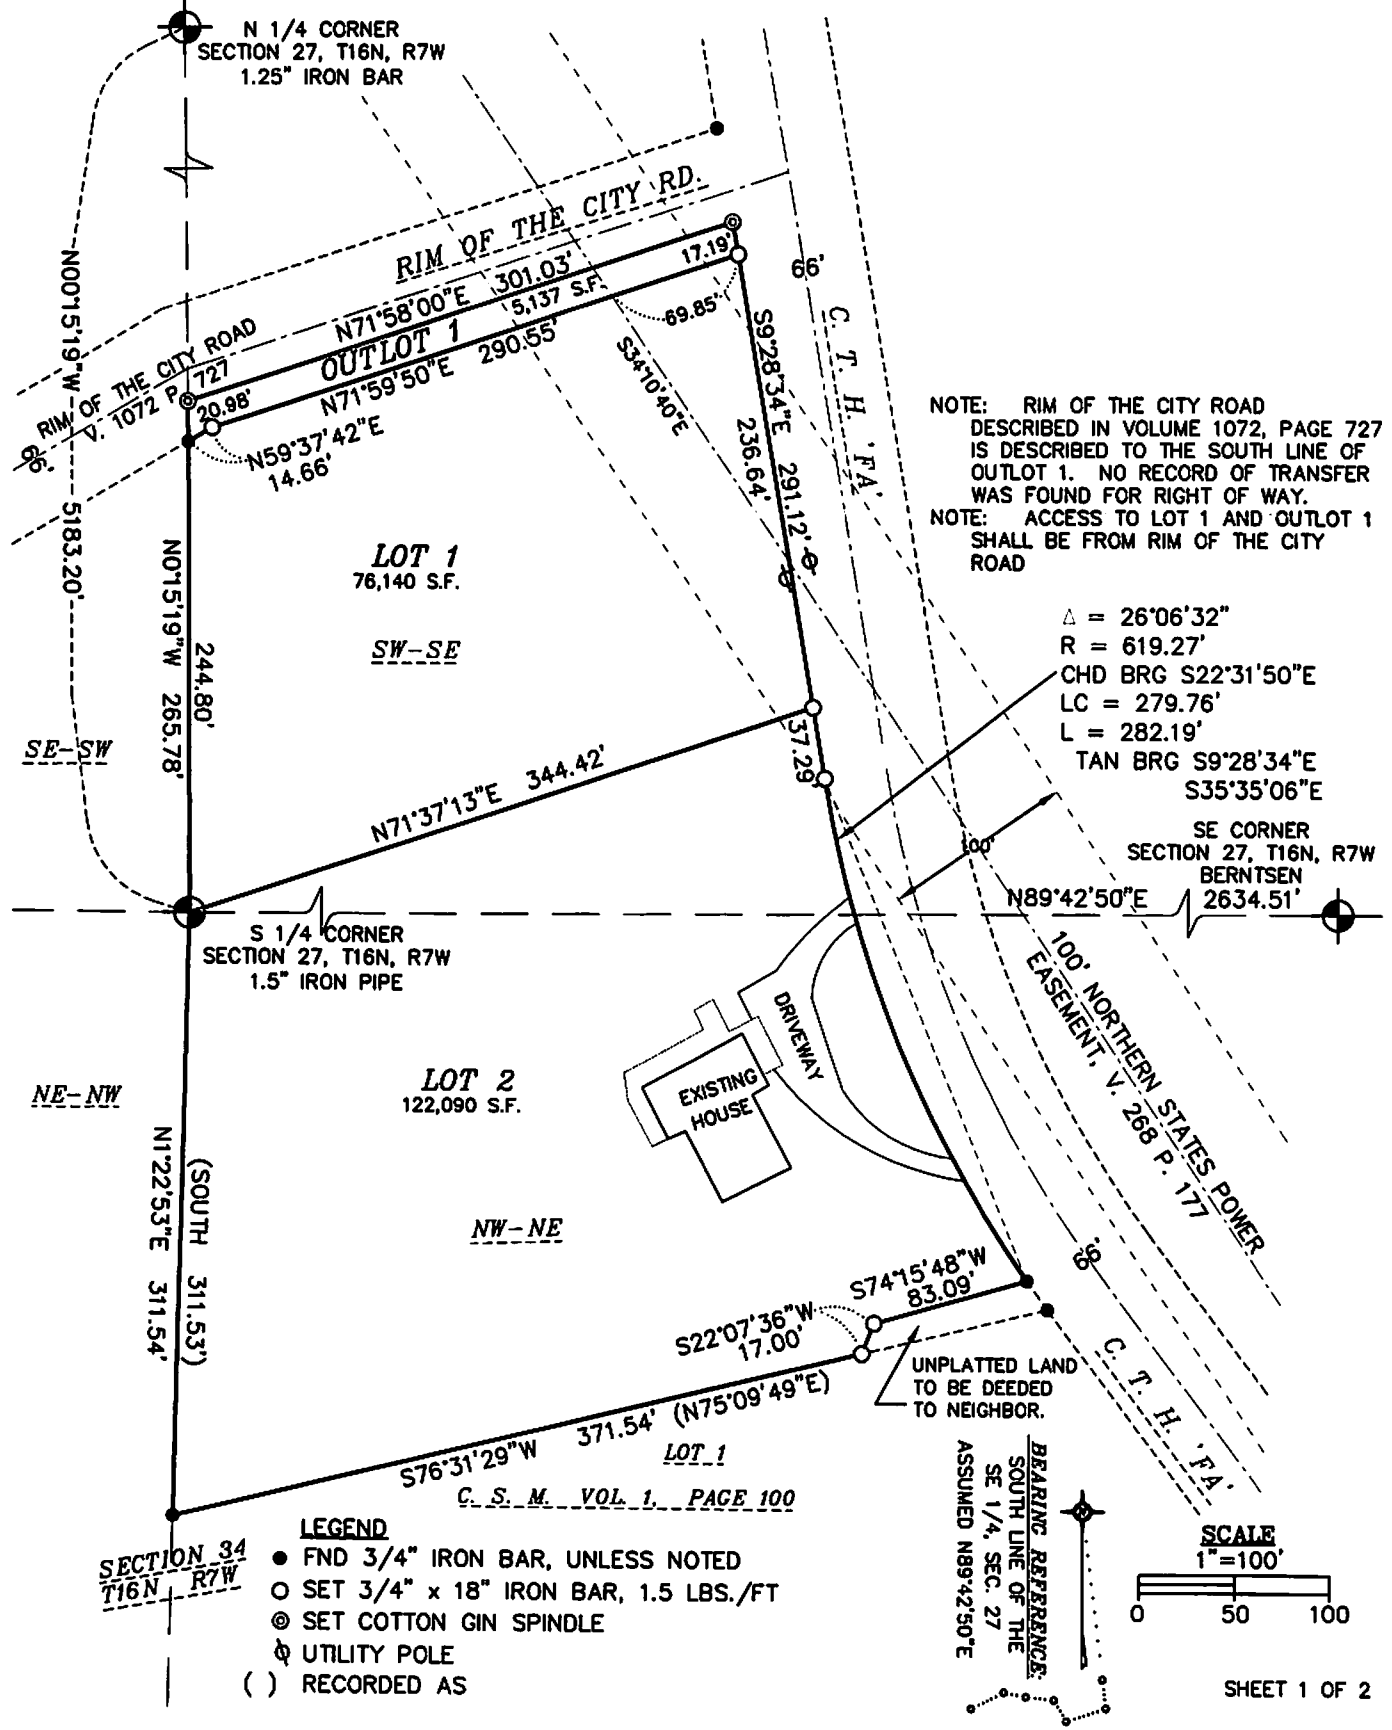 N 1/4 CORNER
SECTION 27, T16N, R7W
1.25" IRON BAR
RIM OF THE CITY RD.
N71°58'00"E 301.03'
5,137 S.F.
17.19'
OUTLOT 1
N71°59'50"E 290.55'
69.85'
66'
RIM OF THE CITY ROAD
V. 1072 P. 727
66'
20.98'
N59°37'42"E
14.66'
N00°15'19"W 5183.20'
S34°10'40"E
S9°28'34"E 291.12'
236.64'
C. T. H. 'FA'
NOTE: RIM OF THE CITY ROAD
DESCRIBED IN VOLUME 1072, PAGE 727
IS DESCRIBED TO THE SOUTH LINE OF
OUTLOT 1. NO RECORD OF TRANSFER
WAS FOUND FOR RIGHT OF WAY.
NOTE: ACCESS TO LOT 1 AND OUTLOT 1
SHALL BE FROM RIM OF THE CITY
ROAD
LOT 1
76,140 S.F.
SW-SE
N0°15'19"W 265.78'
244.80'
SE-SW
Δ = 26°06'32"
R = 619.27'
CHD BRG S22°31'50"E
LC = 279.76'
L = 282.19'
TAN BRG S9°28'34"E
S35°35'06"E
37.29'
N71°37'13"E 344.42'
100'
SE CORNER
SECTION 27, T16N, R7W
BERNTSEN
N89°42'50"E 2634.51'
S 1/4 CORNER
SECTION 27, T16N, R7W
1.5" IRON PIPE
100' NORTHERN STATES POWER
EASEMENT, V. 268 P. 177
DRIVEWAY
EXISTING
HOUSE
LOT 2
122,090 S.F.
NE-NW
NW-NE
N1°22'53"E 311.54'
(SOUTH 311.53')
66'
S74°15'48"W
83.09'
S22°07'36"W
17.00'
UNPLATTED LAND
TO BE DEEDED
TO NEIGHBOR.
S76°31'29"W 371.54' (N75°09'49"E)
LOT 1
C. S. M. VOL. 1, PAGE 100
C. T. H. 'FA'
SECTION 34
T16N R7W
LEGEND
FND 3/4" IRON BAR, UNLESS NOTED
SET 3/4" x 18" IRON BAR, 1.5 LBS./FT
SET COTTON GIN SPINDLE
UTILITY POLE
( ) RECORDED AS
BEARING REFERENCE:
SOUTH LINE OF THE
SE 1/4, SEC. 27
ASSUMED N89°42'50"E
N
SCALE
1"=100'
0 50 100
SHEET 1 OF 2